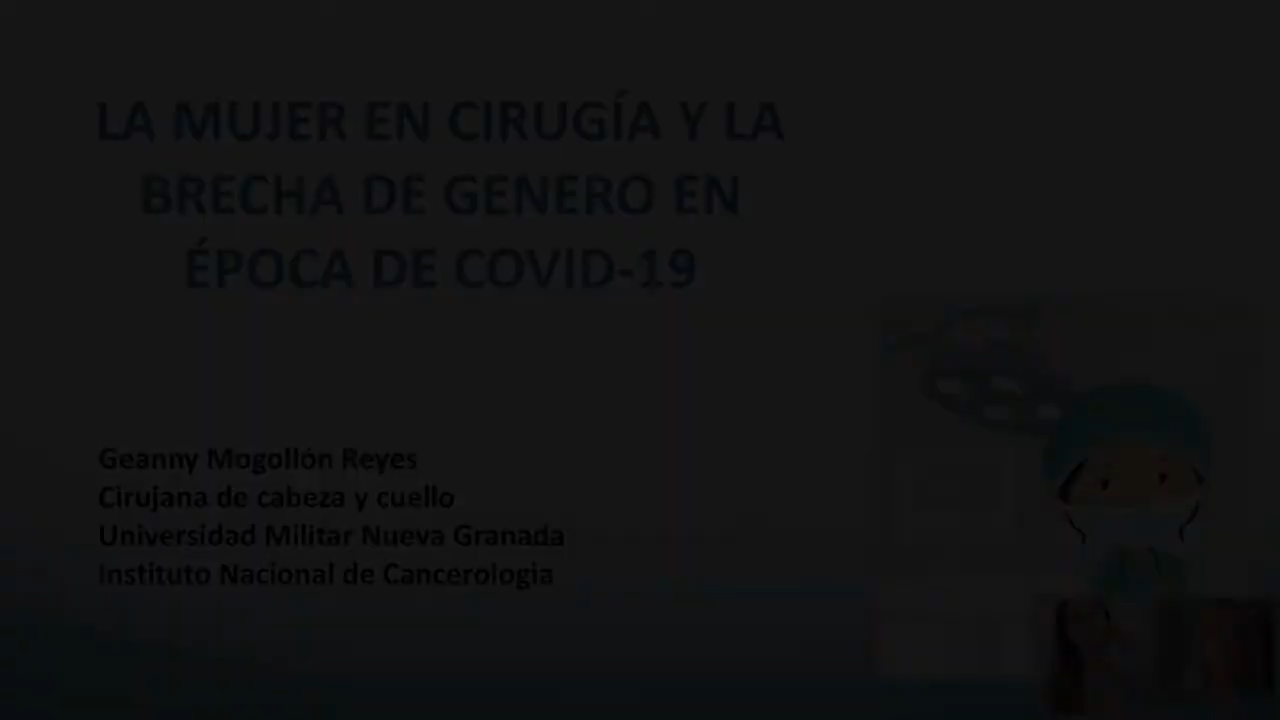 LA MUJER EN CIRUGÍA Y LA
BRECHA DE GENERO EN
ÉPOCA DE COVID-19
Geanny Mogollón Reyes
Cirujana de cabeza y cuello
Universidad Militar Nueva Granada
Instituto Nacional de Cancerologia